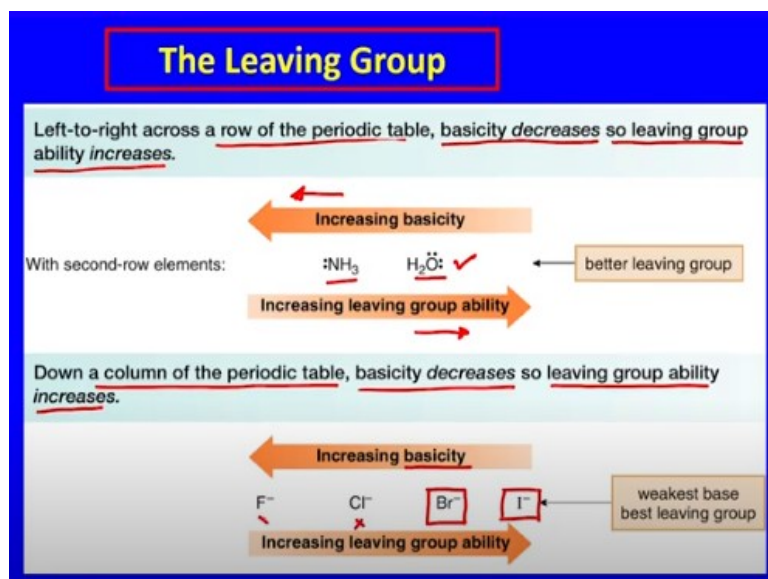 The Leaving Group
Left-to-right across a row of the periodic table, basicity decreases so leaving group
ability increases.
Increasing basicity
With second-row elements: :NH₃ H₂Ö: better leaving group
Increasing leaving group ability
Down a column of the periodic table, basicity decreases so leaving group ability
increases.
Increasing basicity
F⁻ Cl⁻ Br⁻ I⁻ weakest base
best leaving group
Increasing leaving group ability